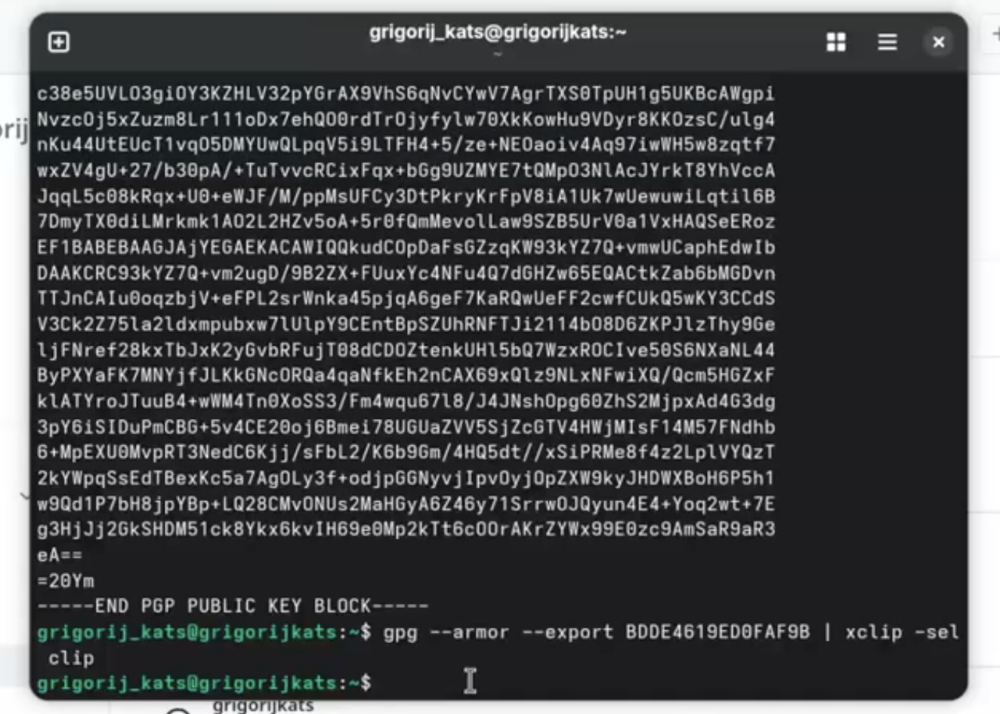 grigorij_kats@grigorijkats:~
~
c38e5UVLO3giOY3KZHLV32pYGrAX9VhS6qNvCYwV7AgrTXS0TpUH1g5UKBcAWgpi
NvzcOj5xZuzm8Lr111oDx7ehQO0rdTrOjyfylw70XkKowHu9VDyr8KKOzsC/ulg4
nKu44UtEUcT1vqO5DMYUwQLpqV5i9LTFH4+5/ze+NEOaoiv4Aq97iwWH5w8zqtf7
wxZV4gU+27/b30pA/+TuTvvcRCixFqx+bGg9UZMYE7tQMpO3NlAcJYrkT8YhVccA
JqqL5c08kRqx+U0+eWJF/M/ppMsUFCy3DtPkryKrFpV8iA1Uk7wUewuwiLqtil6B
7DmyTX0diLMrkmk1AO2L2HZv5oA+5r0fQmMevolLaw9SZB5UrV0a1VxHAQSeERoz
EF1BABEBAAGJAjYEGAEKACAWIQQkudCOpDaFsGZzqKW93kYZ7Q+vmwUCaphEdwIb
DAAKCRC93kYZ7Q+vm2ugD/9B2ZX+FUuxYc4NFu4Q7dGHZw65EQACtkZab6bMGDvn
TTJnCAIu0oqzbjV+eFPL2srWnka45pjqA6geF7KaRQwUeFF2cwfCUkQ5wKY3CCdS
V3Ck2Z75la2ldxmpubxw7lUlpY9CEntBpSZUhRNFTJi2114bO8D6ZKPJlzThy9Ge
ljFNref28kxTbJxK2yGvbRFujT08dCDOZtenkUHl5bQ7WzxROCIve50S6NXaNL44
ByPXYaFK7MNYjfJLKkGNcORQa4qaNfkEh2nCAX69xQlz9NLxNFwiXQ/Qcm5HGZxF
klATYroJTuuB4+wWM4Tn0XoSS3/Fm4wqu67l8/J4JNshOpg60ZhS2MjpxAd4G3dg
3pY6iSIDuPmCBG+5v4CE20oj6Bmei78UGUaZVV5SjZcGTV4HWjMIsF14M57FNdhb
6+MpEXU0MvpRT3NedC6Kjj/sFbL2/K6b9Gm/4HQ5dt//xSiPRMe8f4z2LplVYQzT
2kYWpqSsEdTBexKc5a7AgOLy3f+odjpGGNyvjIpvOyjOpZXW9kyJHDWXBoH6P5h1
w9Qd1P7bH8jpYBp+LQ28CMvONUs2MaHGyA6Z46y71SrrwOJQyun4E4+Yoq2wt+7E
g3HjJj2GkSHDM51ck8Ykx6kvIH69e0Mp2kTt6cOOrAKrZYWx99E0zc9AmSaR9aR3
eA==
=20Ym
-----END PGP PUBLIC KEY BLOCK-----
grigorij_kats@grigorijkats:~$ gpg --armor --export BDDE4619ED0FAF9B | xclip -sel
clip
grigorij_kats@grigorijkats:~$
grigorijkats